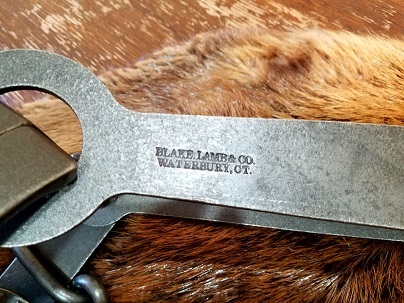 BLAKE, LAMB & CO.
WATERBURY, CT.